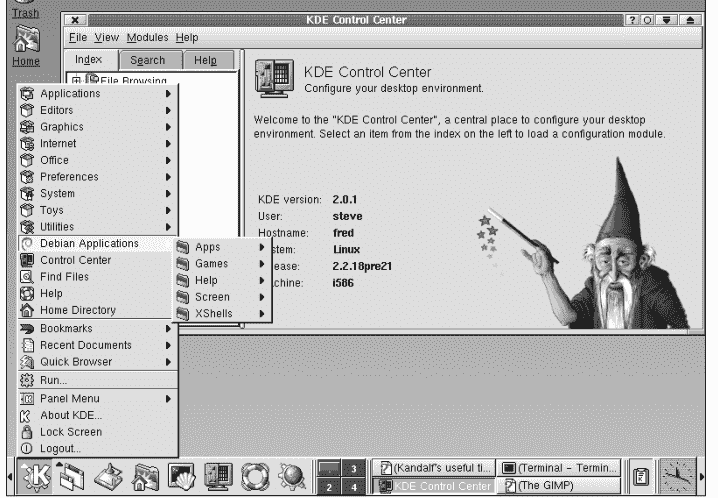 Trash
Home
KDE Control Center
File View Modules Help
Index Search Help
File Browsing
KDE Control Center
Configure your desktop environment.
Welcome to the "KDE Control Center", a central place to configure your desktop
environment. Select an item from the index on the left to load a configuration module.
KDE version: 2.0.1
User: steve
Hostname: fred
stem: Linux
ease: 2.2.18pre21
chine: i586
Applications
Editors
Graphics
Internet
Office
Preferences
System
Toys
Utilities
Debian Applications
Control Center
Find Files
Help
Home Directory
Bookmarks
Recent Documents
Quick Browser
Run...
Panel Menu
About KDE...
Lock Screen
Logout...
Apps
Games
Help
Screen
XShells
3
2 4
(Kandalf's useful ti...
(Terminal - Termin...
KDE Control Center
(The GIMP)